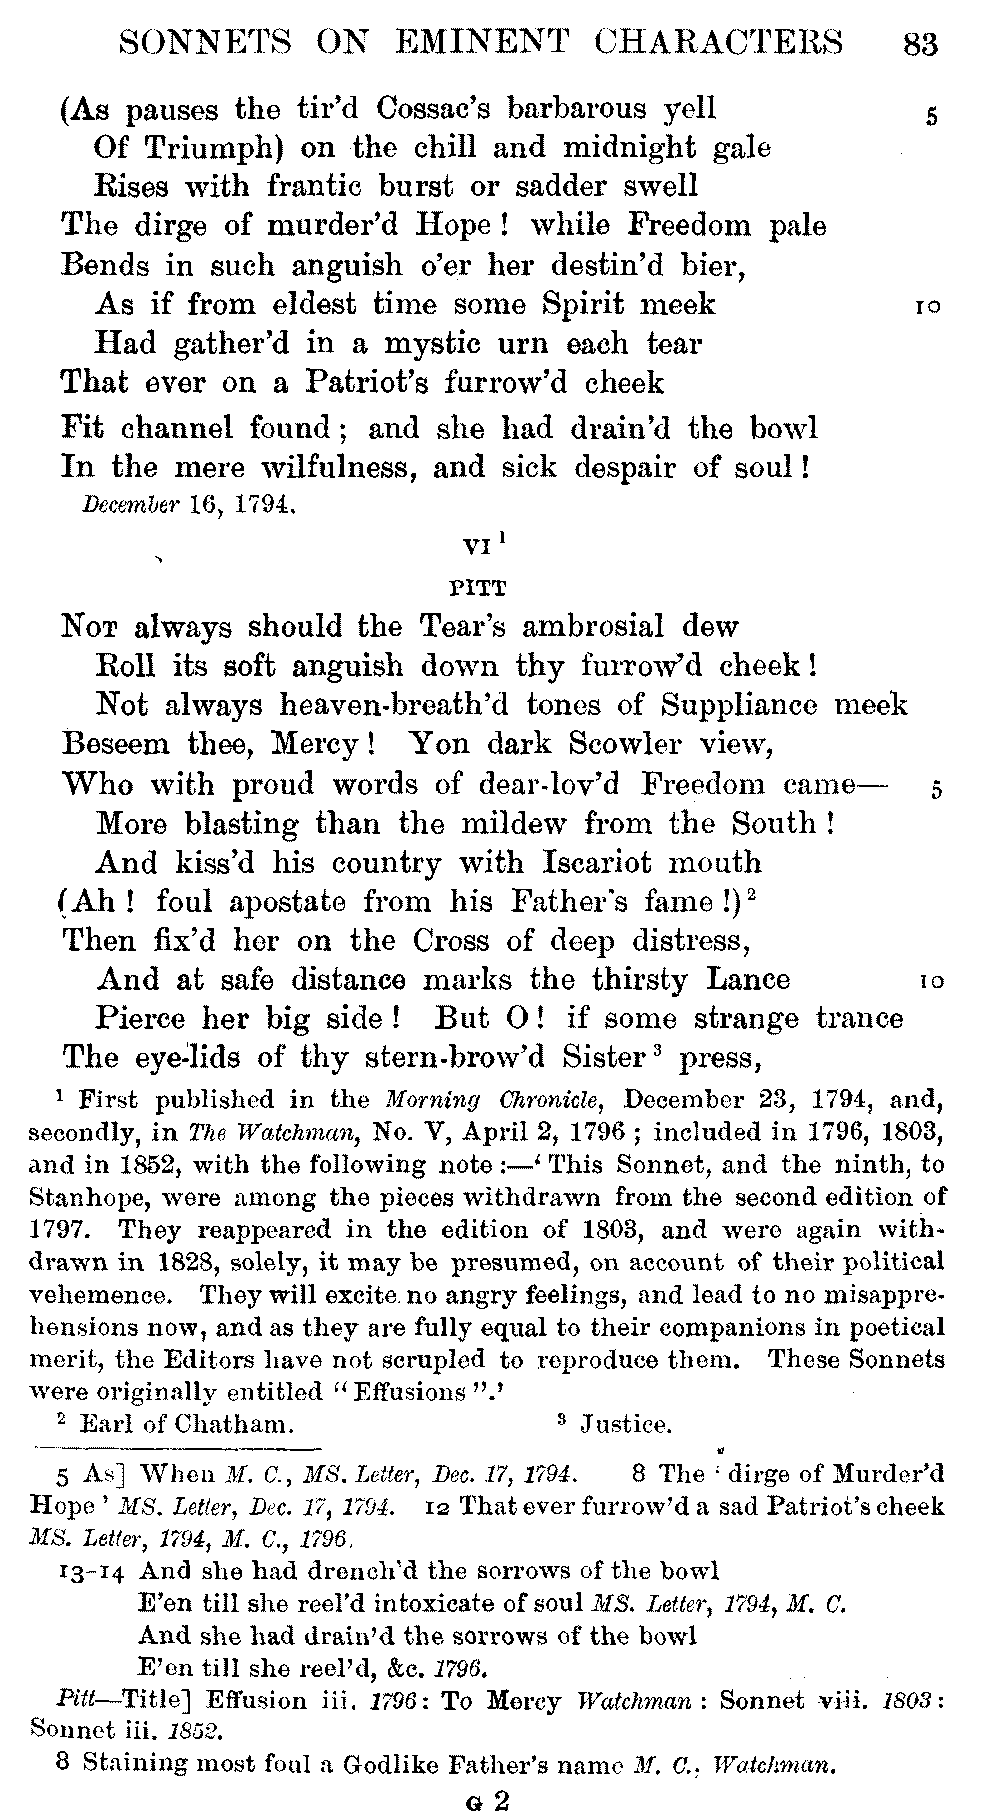 SONNETS ON EMINENT CHARACTERS 83
(As pauses the tir'd Cossac's barbarous yell 5
Of Triumph) on the chill and midnight gale
Rises with frantic burst or sadder swell
The dirge of murder'd Hope! while Freedom pale
Bends in such anguish o'er her destin'd bier,
As if from eldest time some Spirit meek 10
Had gather'd in a mystic urn each tear
That ever on a Patriot's furrow'd cheek
Fit channel found; and she had drain'd the bowl
In the mere wilfulness, and sick despair of soul!
December 16, 1794.
VI 1
PITT
NOT always should the Tear's ambrosial dew
Roll its soft anguish down thy furrow'd cheek!
Not always heaven-breath'd tones of Suppliance meek
Beseem thee, Mercy! Yon dark Scowler view,
Who with proud words of dear-lov'd Freedom came— 5
More blasting than the mildew from the South!
And kiss'd his country with Iscariot mouth
(Ah! foul apostate from his Father's fame!) 2
Then fix'd her on the Cross of deep distress,
And at safe distance marks the thirsty Lance 10
Pierce her big side! But O! if some strange trance
The eye-lids of thy stern-brow'd Sister 3 press,
1 First published in the Morning Chronicle, December 23, 1794, and,
secondly, in The Watchman, No. V, April 2, 1796; included in 1796, 1803,
and in 1852, with the following note:—'This Sonnet, and the ninth, to
Stanhope, were among the pieces withdrawn from the second edition of
1797. They reappeared in the edition of 1803, and were again with-
drawn in 1828, solely, it may be presumed, on account of their political
vehemence. They will excite no angry feelings, and lead to no misappre-
hensions now, and as they are fully equal to their companions in poetical
merit, the Editors have not scrupled to reproduce them. These Sonnets
were originally entitled "Effusions".'
2 Earl of Chatham. 3 Justice.
5 As] When M. C., MS. Letter, Dec. 17, 1794. 8 The 'dirge of Murder'd
Hope' MS. Letter, Dec. 17, 1794. 12 That ever furrow'd a sad Patriot's cheek
MS. Letter, 1794, M. C., 1796.
13-14 And she had drench'd the sorrows of the bowl
E'en till she reel'd intoxicate of soul MS. Letter, 1794, M. C.
And she had drain'd the sorrows of the bowl
E'en till she reel'd, &c. 1796.
Pitt—Title] Effusion iii. 1796: To Mercy Watchman: Sonnet viii. 1803:
Sonnet iii. 1852.
8 Staining most foul a Godlike Father's name M. C., Watchman.
G 2